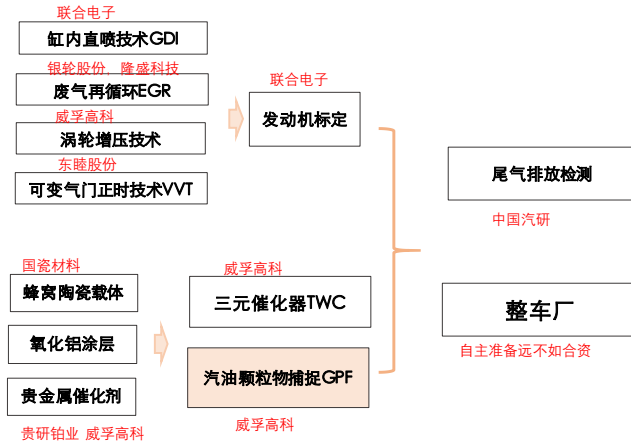 联合电子
缸内直喷技术GDI
银轮股份，隆盛科技
废气再循环EGR
威孚高科
涡轮增压技术
东睦股份
可变气门正时技术VVT
联合电子
发动机标定
尾气排放检测
中国汽研
国瓷材料
蜂窝陶瓷载体
氧化铝涂层
贵金属催化剂
贵研铂业 威孚高科
威孚高科
三元催化器TWC
汽油颗粒物捕捉GPF
威孚高科
整车厂
自主准备远不如合资